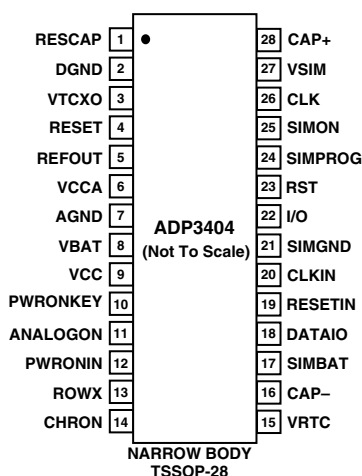 RESCAP 1 28 CAP+
DGND 2 27 VSIM
VTCXO 3 26 CLK
RESET 4 25 SIMON
REFOUT 5 24 SIMPROG
VCCA 6 23 RST
AGND 7 22 I/O
ADP3404
(Not To Scale)
VBAT 8 21 SIMGND
VCC 9 20 CLKIN
PWRONKEY 10 19 RESETIN
ANALOGON 11 18 DATAIO
PWRONIN 12 17 SIMBAT
ROWX 13 16 CAP–
CHRON 14 15 VRTC
NARROW BODY
TSSOP-28